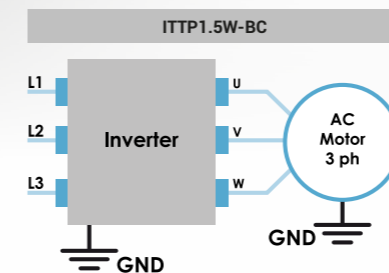 ITTP1.5W-BC
L1
U
L2
Inverter
V
AC
Motor
3 ph
L3
W
GND
GND